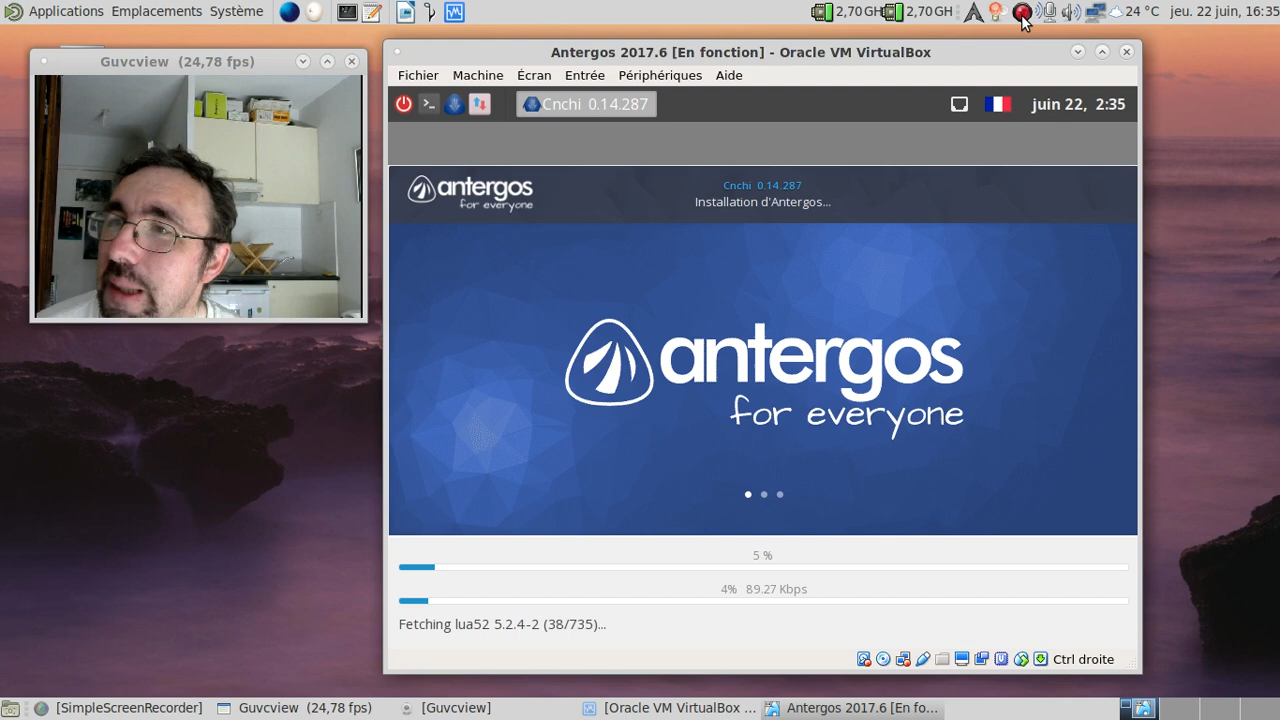 Applications Emplacements Système
2,70 GH 2,70 GH 24 °C jeu. 22 juin, 16:35
Guvcview (24,78 fps)
Antergos 2017.6 [En fonction] - Oracle VM VirtualBox
Fichier Machine Écran Entrée Périphériques Aide
Cnchi 0.14.287 juin 22, 2:35
antergos
for everyone
Cnchi 0.14.287
Installation d'Antergos...
antergos
for everyone
5 %
4% 89.27 Kbps
Fetching lua52 5.2.4-2 (38/735)...
Ctrl droite
[SimpleScreenRecorder] Guvcview (24,78 fps) [Guvcview] [Oracle VM VirtualBox ... Antergos 2017.6 [En fo...